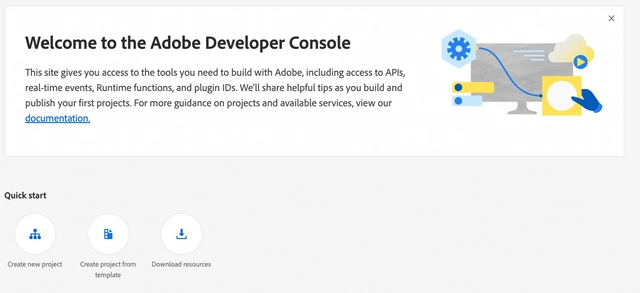 Welcome to the Adobe Developer Console
This site gives you access to the tools you need to build with Adobe, including access to APIs,
real-time events, Runtime functions, and plugin IDs. We'll share helpful tips as you build and
publish your first projects. For more guidance on projects and available services, view our
documentation.
Quick start
Create new project
Create project from
template
Download resources